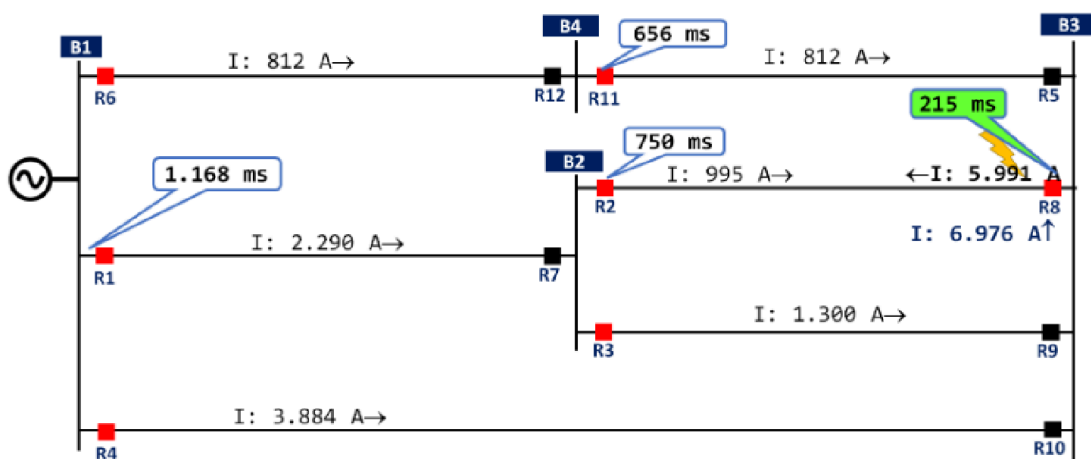 B4
B3
B1
656 ms
I: 812 A→
I: 812 A→
R6
R12
R11
R5
215 ms
750 ms
B2
1.168 ms
I: 995 A→
←I: 5.991 A
R2
R8
I: 6.976 A↑
I: 2.290 A→
R1
R7
I: 1.300 A→
R3
R9
I: 3.884 A→
R4
R10